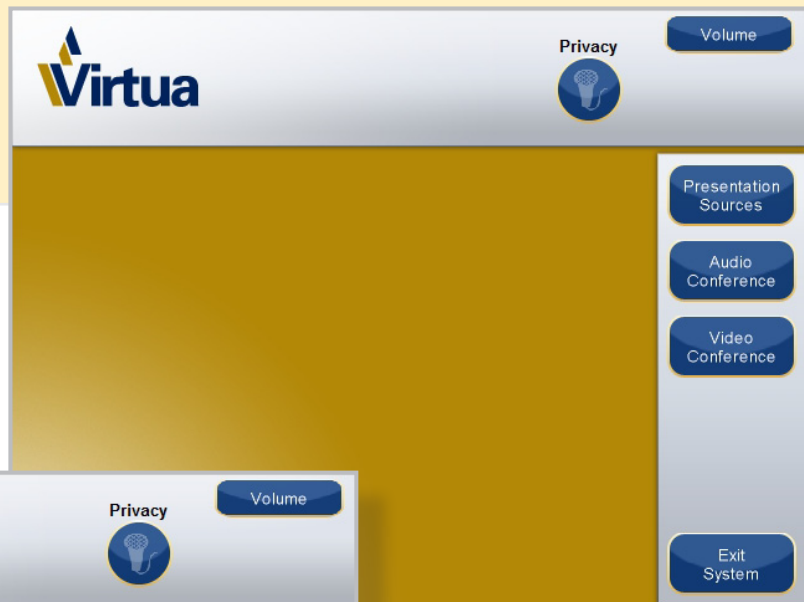 Virtua
Privacy
Volume
Presentation
Sources
Audio
Conference
Video
Conference
Exit
System
Privacy
Volume